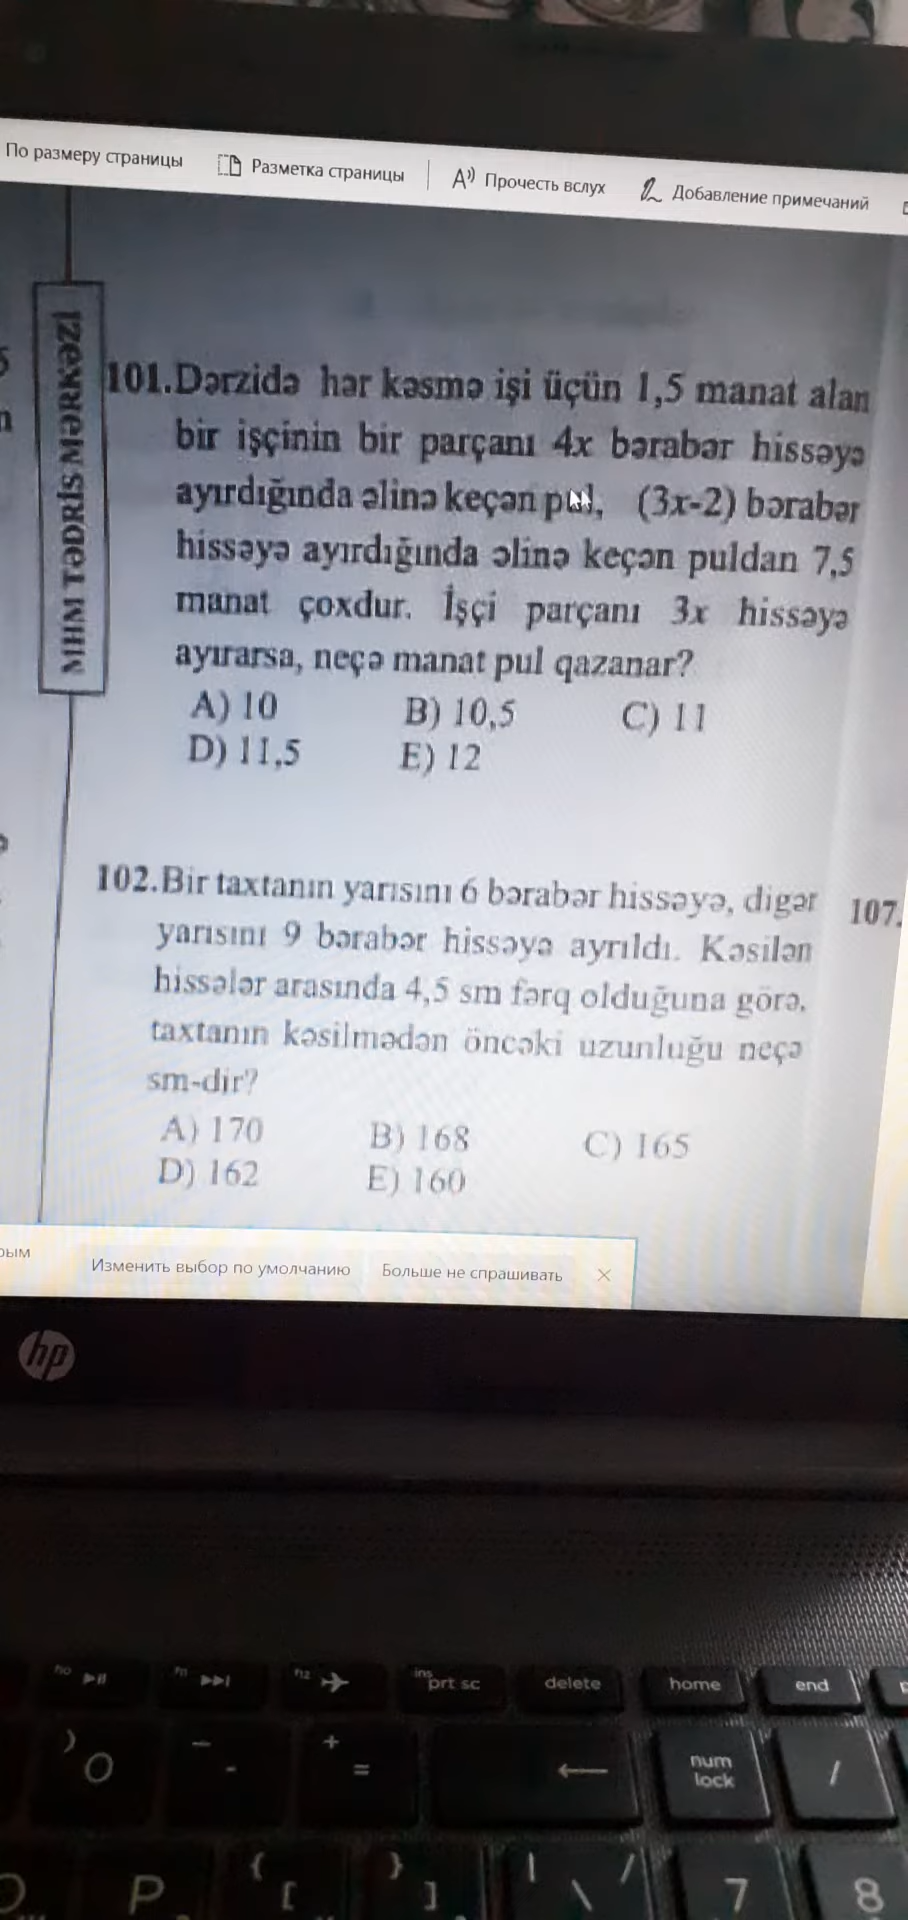 По размеру страницы
Разметка страницы
Прочесть вслух
Добавление примечаний
MHM TƏDRİS MƏRKƏZİ
101.Dərzidə hər kəsmə işi üçün 1,5 manat alan
bir işçinin bir parçanı 4x bərabər hissəyə
ayırdığında əlinə keçən pul, (3x-2) bərabər
hissəyə ayırdığında əlinə keçən puldan 7,5
manat çoxdur. İşçi parçanı 3x hissəyə
ayırarsa, neçə manat pul qazanar?
A) 10 B) 10,5 C) 11
D) 11,5 E) 12
102.Bir taxtanın yarısını 6 bərabər hissəyə, digər
yarısını 9 bərabər hissəyə ayrıldı. Kəsilən
hissələr arasında 4,5 sm fərq olduğuna görə,
taxtanın kəsilmədən öncəki uzunluğu neçə
sm-dir?
A) 170 B) 168 C) 165
D) 162 E) 160
107.
Изменить выбор по умолчанию
Больше не спрашивать
hp
ins prt sc
delete
home
end
) 0
_ -
+ =
num lock
/
P
{ [
} ]
| \ /
7
8